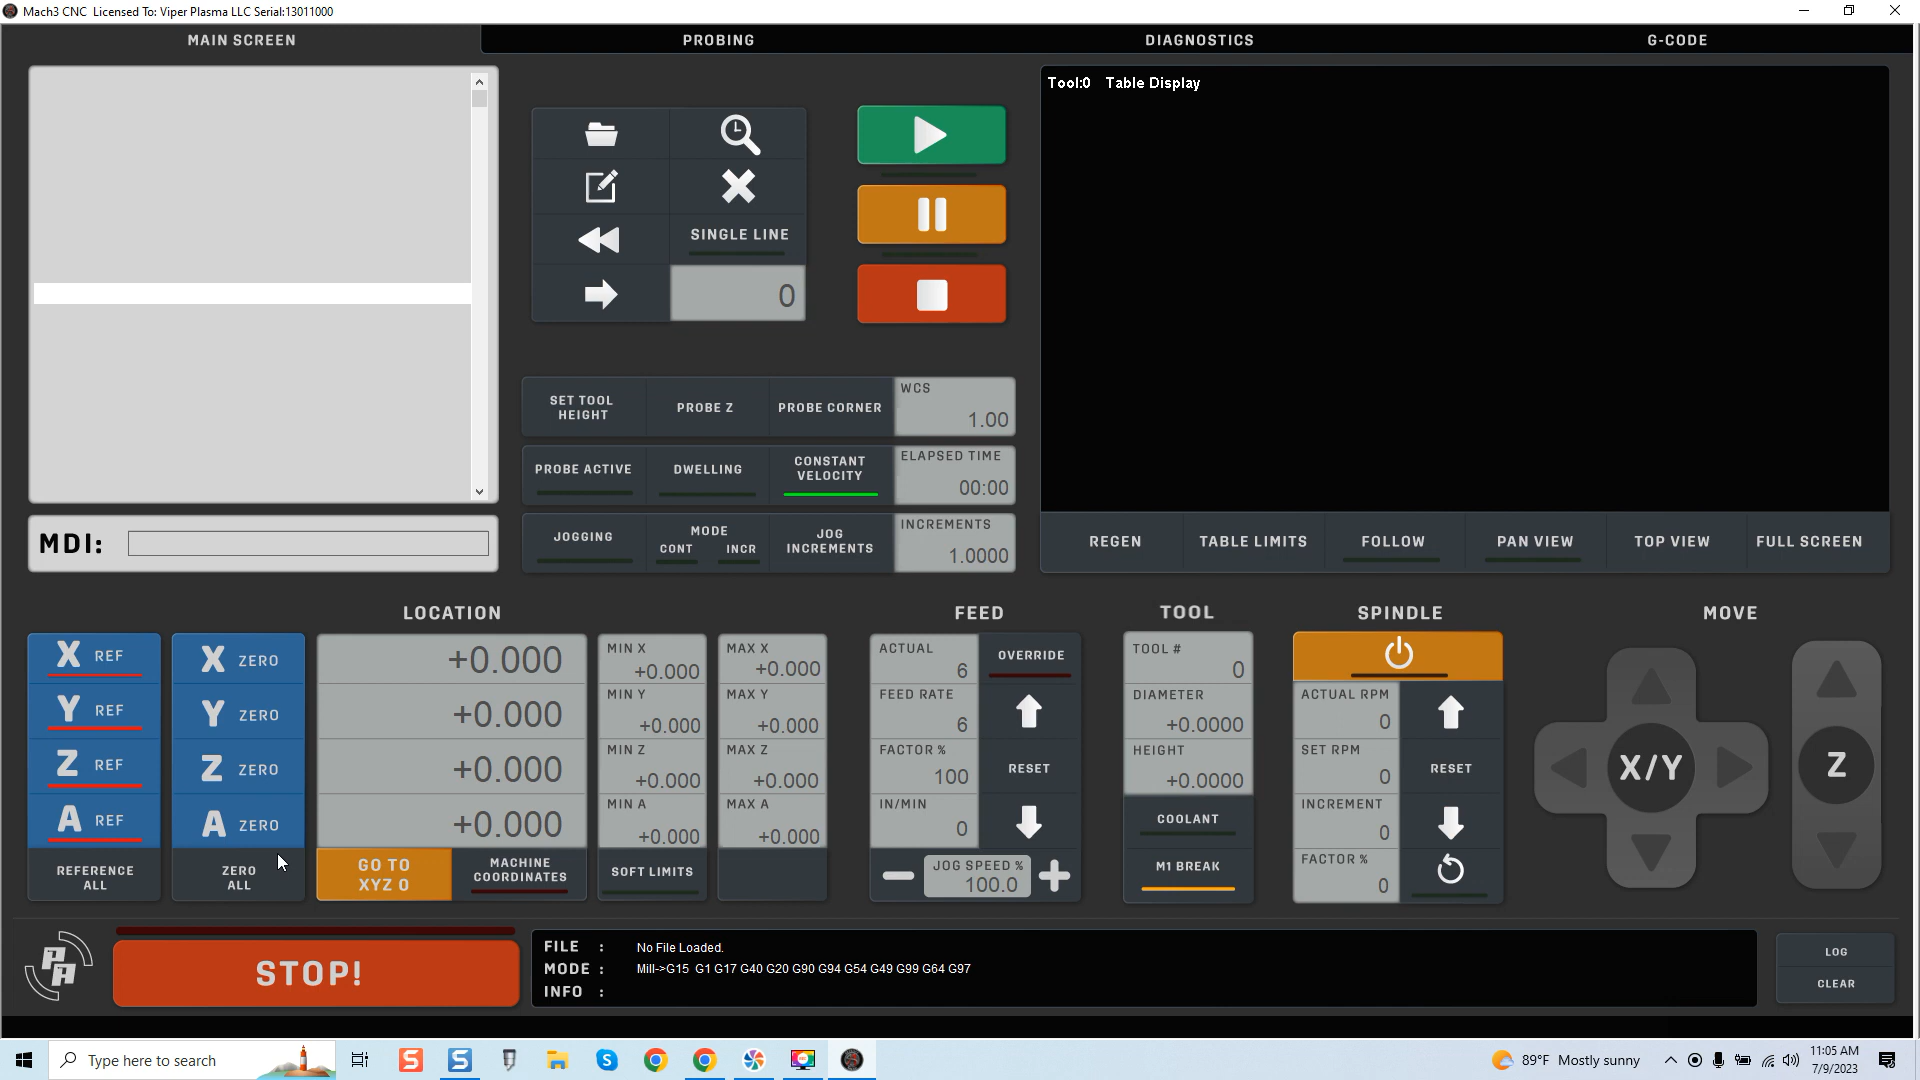 Mach3 CNC Licensed To: Viper Plasma LLC Serial:13011000
MAIN SCREEN
PROBING
DIAGNOSTICS
G-CODE
Tool:0 Table Display
SINGLE LINE
0
SET TOOL
HEIGHT
PROBE Z
PROBE CORNER
WCS
1.00
PROBE ACTIVE
DWELLING
CONSTANT
VELOCITY
ELAPSED TIME
00:00
JOGGING
MODE
CONT INCR
JOG
INCREMENTS
INCREMENTS
1.0000
MDI:
REGEN
TABLE LIMITS
FOLLOW
PAN VIEW
TOP VIEW
FULL SCREEN
LOCATION
X REF
X ZERO
+0.000
MIN X
+0.000
MAX X
+0.000
Y REF
Y ZERO
+0.000
MIN Y
+0.000
MAX Y
+0.000
Z REF
Z ZERO
+0.000
MIN Z
+0.000
MAX Z
+0.000
A REF
A ZERO
+0.000
MIN A
+0.000
MAX A
+0.000
REFERENCE
ALL
ZERO
ALL
GO TO
XYZ 0
MACHINE
COORDINATES
SOFT LIMITS
FEED
ACTUAL
6
OVERRIDE
FEED RATE
6
FACTOR %
100
RESET
IN/MIN
0
JOG SPEED %
100.0
TOOL
TOOL #
0
DIAMETER
+0.0000
HEIGHT
+0.0000
COOLANT
M1 BREAK
SPINDLE
ACTUAL RPM
0
SET RPM
0
RESET
INCREMENT
0
FACTOR %
0
MOVE
X/Y
Z
PA
STOP!
FILE : No File Loaded.
MODE : Mill->G15 G1 G17 G40 G20 G90 G94 G54 G49 G99 G64 G97
INFO :
LOG
CLEAR
Type here to search
89°F Mostly sunny
11:05 AM
7/9/2023